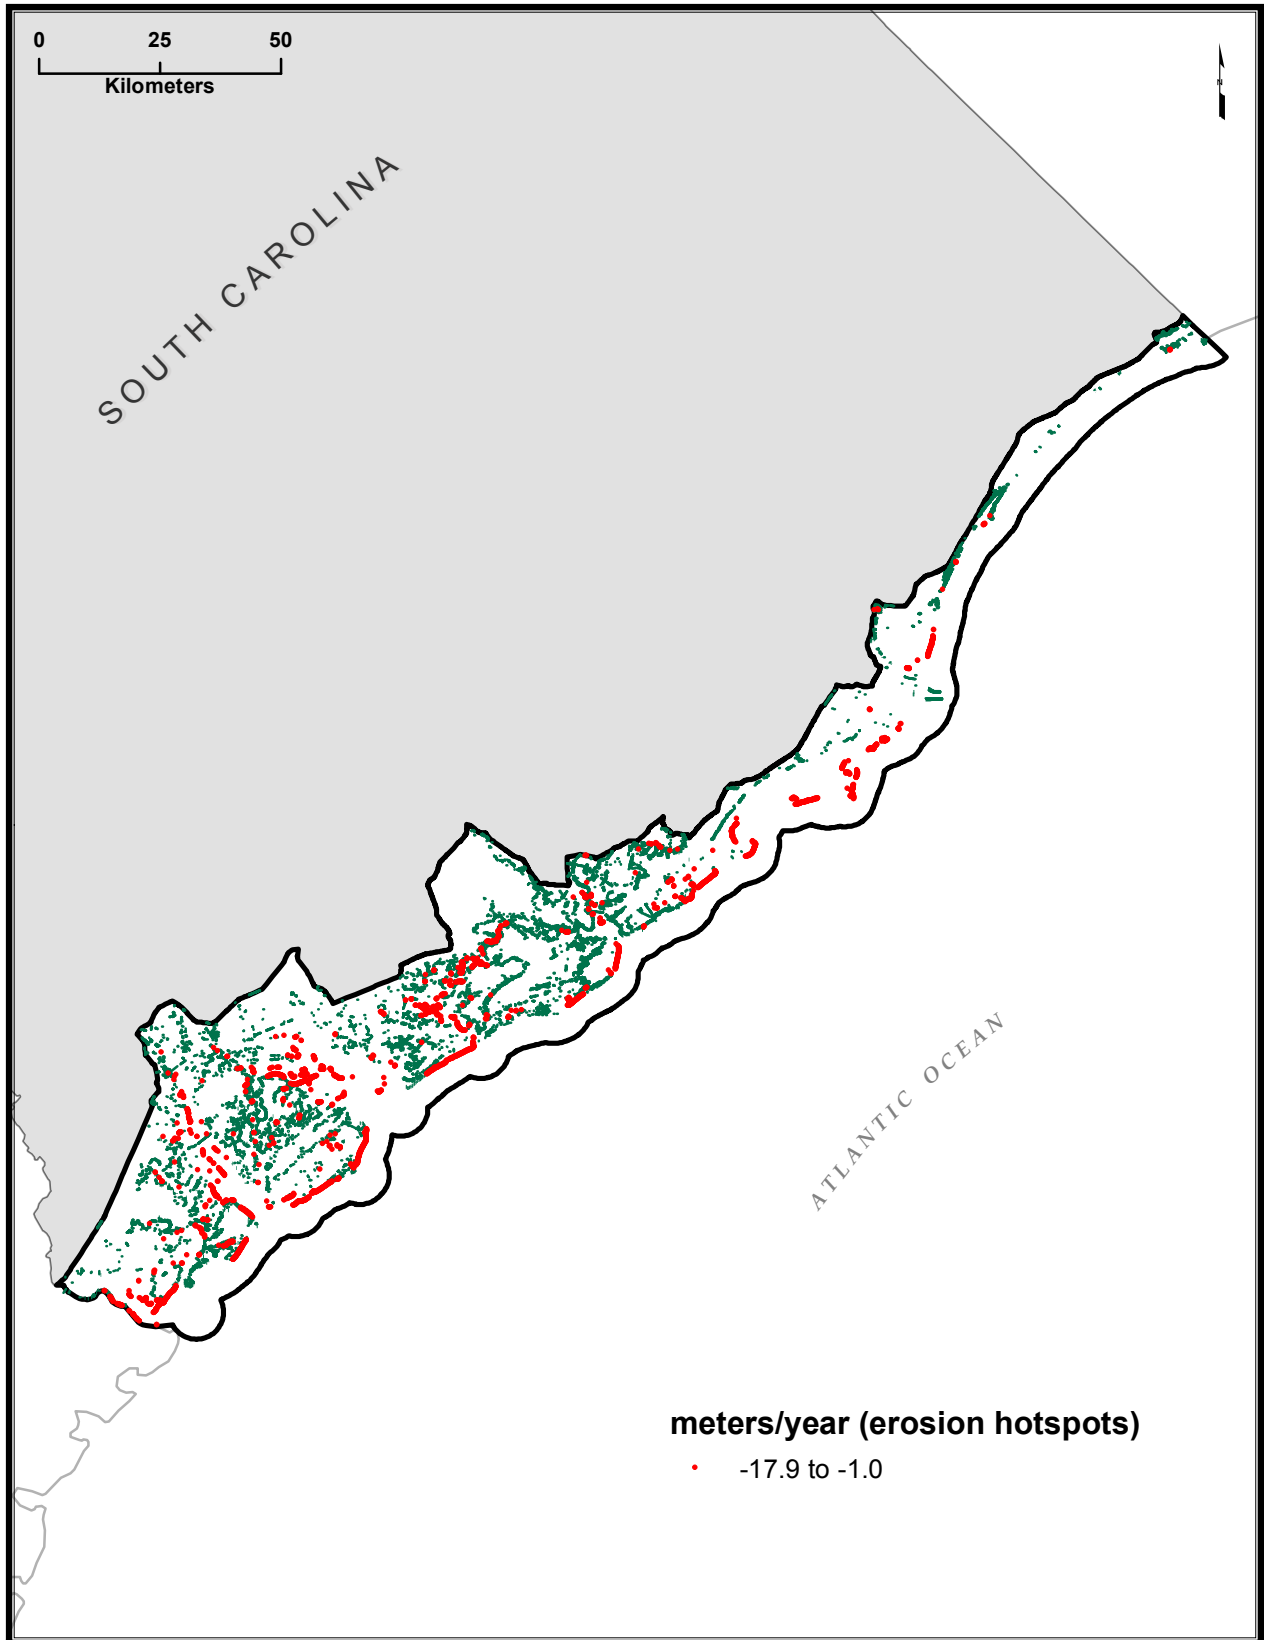 0 25 50
Kilometers
N
SOUTH CAROLINA
ATLANTIC OCEAN
meters/year (erosion hotspots)
-17.9 to -1.0